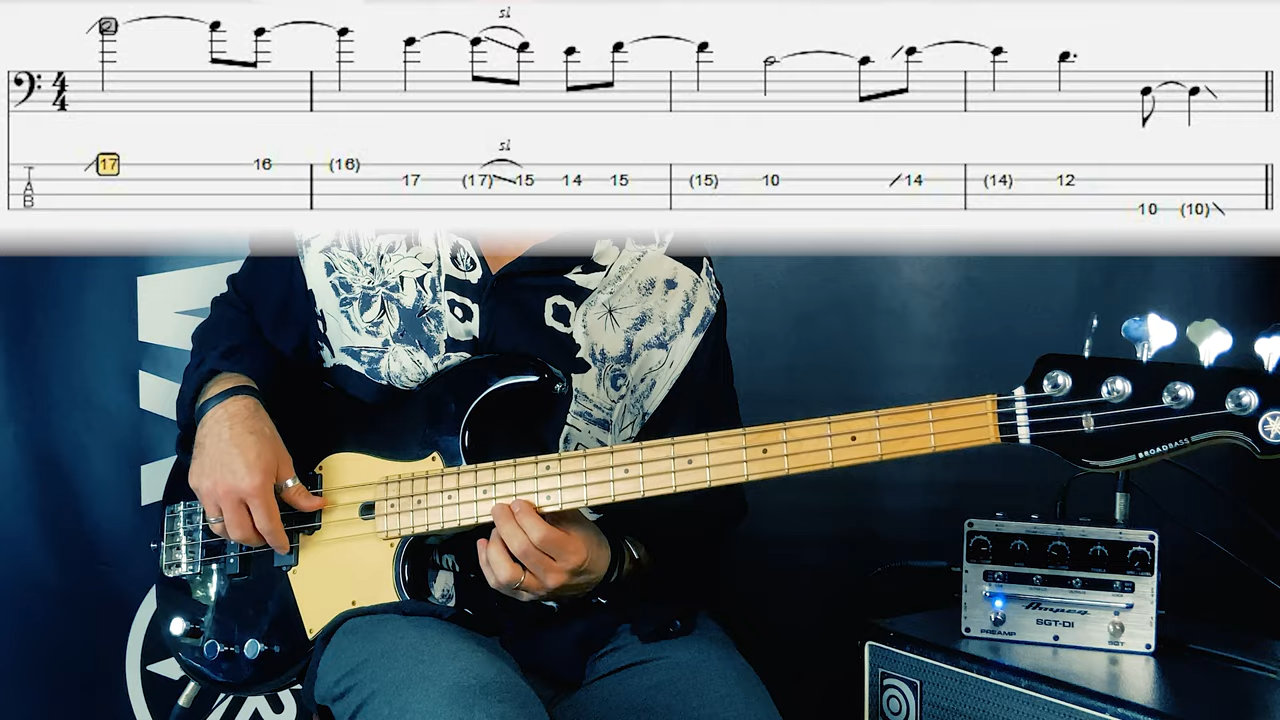 sl
4
4
sl
17 16 (16) (15) (14)
17 (17) 15 14 15 10 14 12
10 (10)
BROADBASS
Ampeg
SGT-DI
PREAMP
SGT